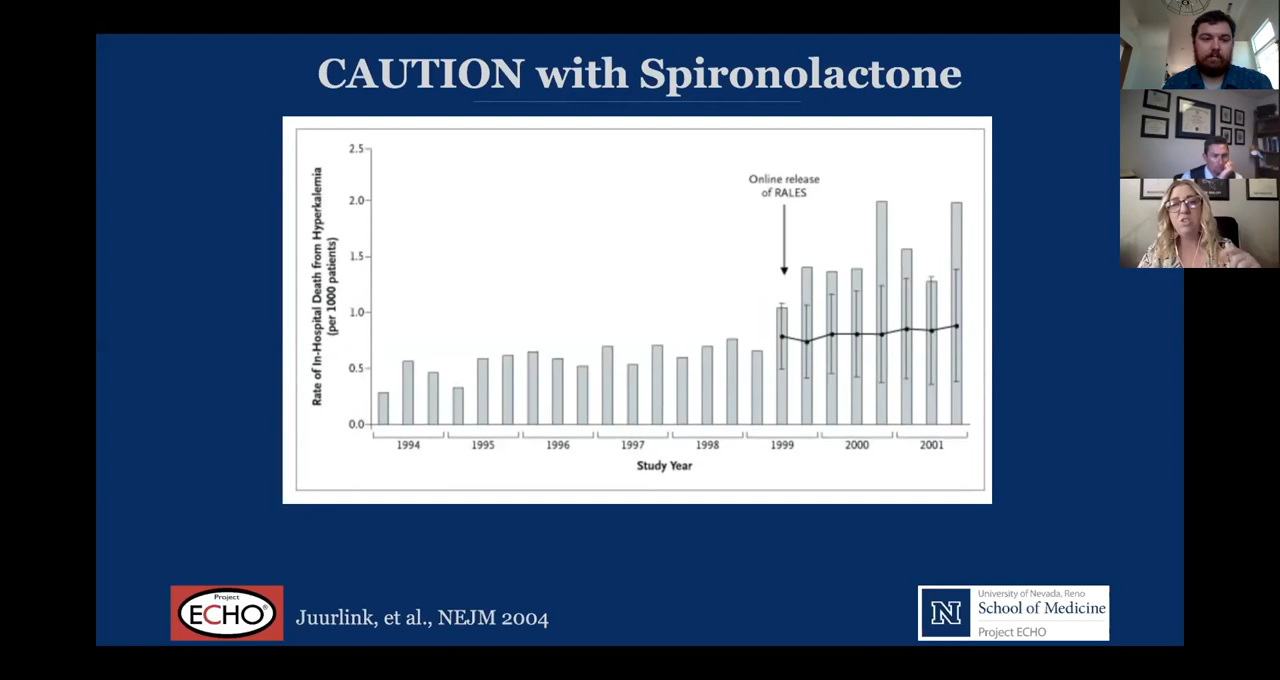 CAUTION with Spironolactone
Rate of In-Hospital Death from Hyperkalemia
(per 1000 patients)
2.5
2.0
1.5
1.0
0.5
0.0
Online release
of RALES
1994
1995
1996
1997
1998
1999
2000
2001
Study Year
Project
ECHO®
Juurlink, et al., NEJM 2004
N
University of Nevada, Reno
School of Medicine
Project ECHO